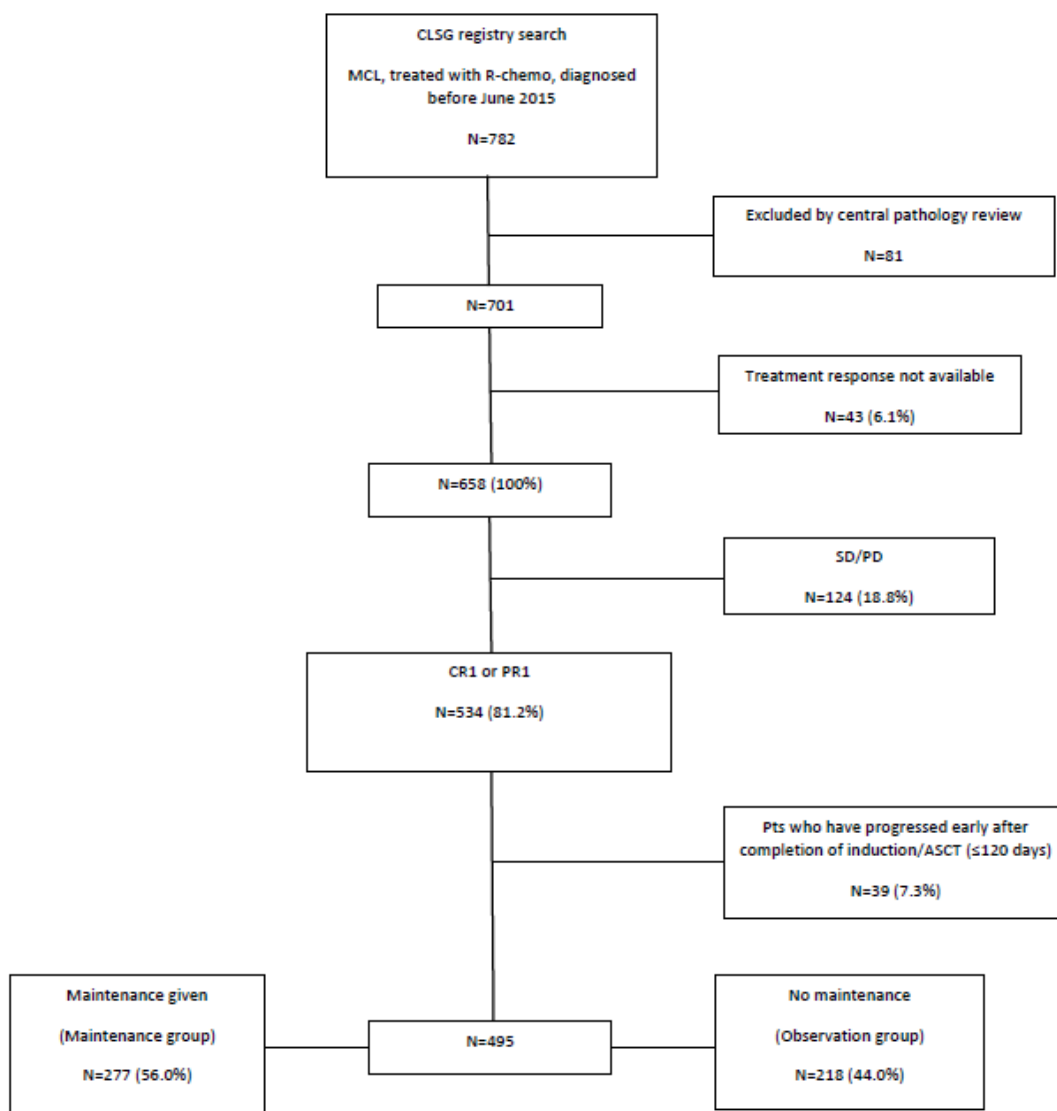 CLSG registry search
MCL, treated with R-chemo, diagnosed
before June 2015
N=782
Excluded by central pathology review
N=81
N=701
Treatment response not available
N=43 (6.1%)
N=658 (100%)
SD/PD
N=124 (18.8%)
CR1 or PR1
N=534 (81.2%)
Pts who have progressed early after
completion of induction/ASCT (≤120 days)
N=39 (7.3%)
Maintenance given
(Maintenance group)
N=277 (56.0%)
N=495
No maintenance
(Observation group)
N=218 (44.0%)